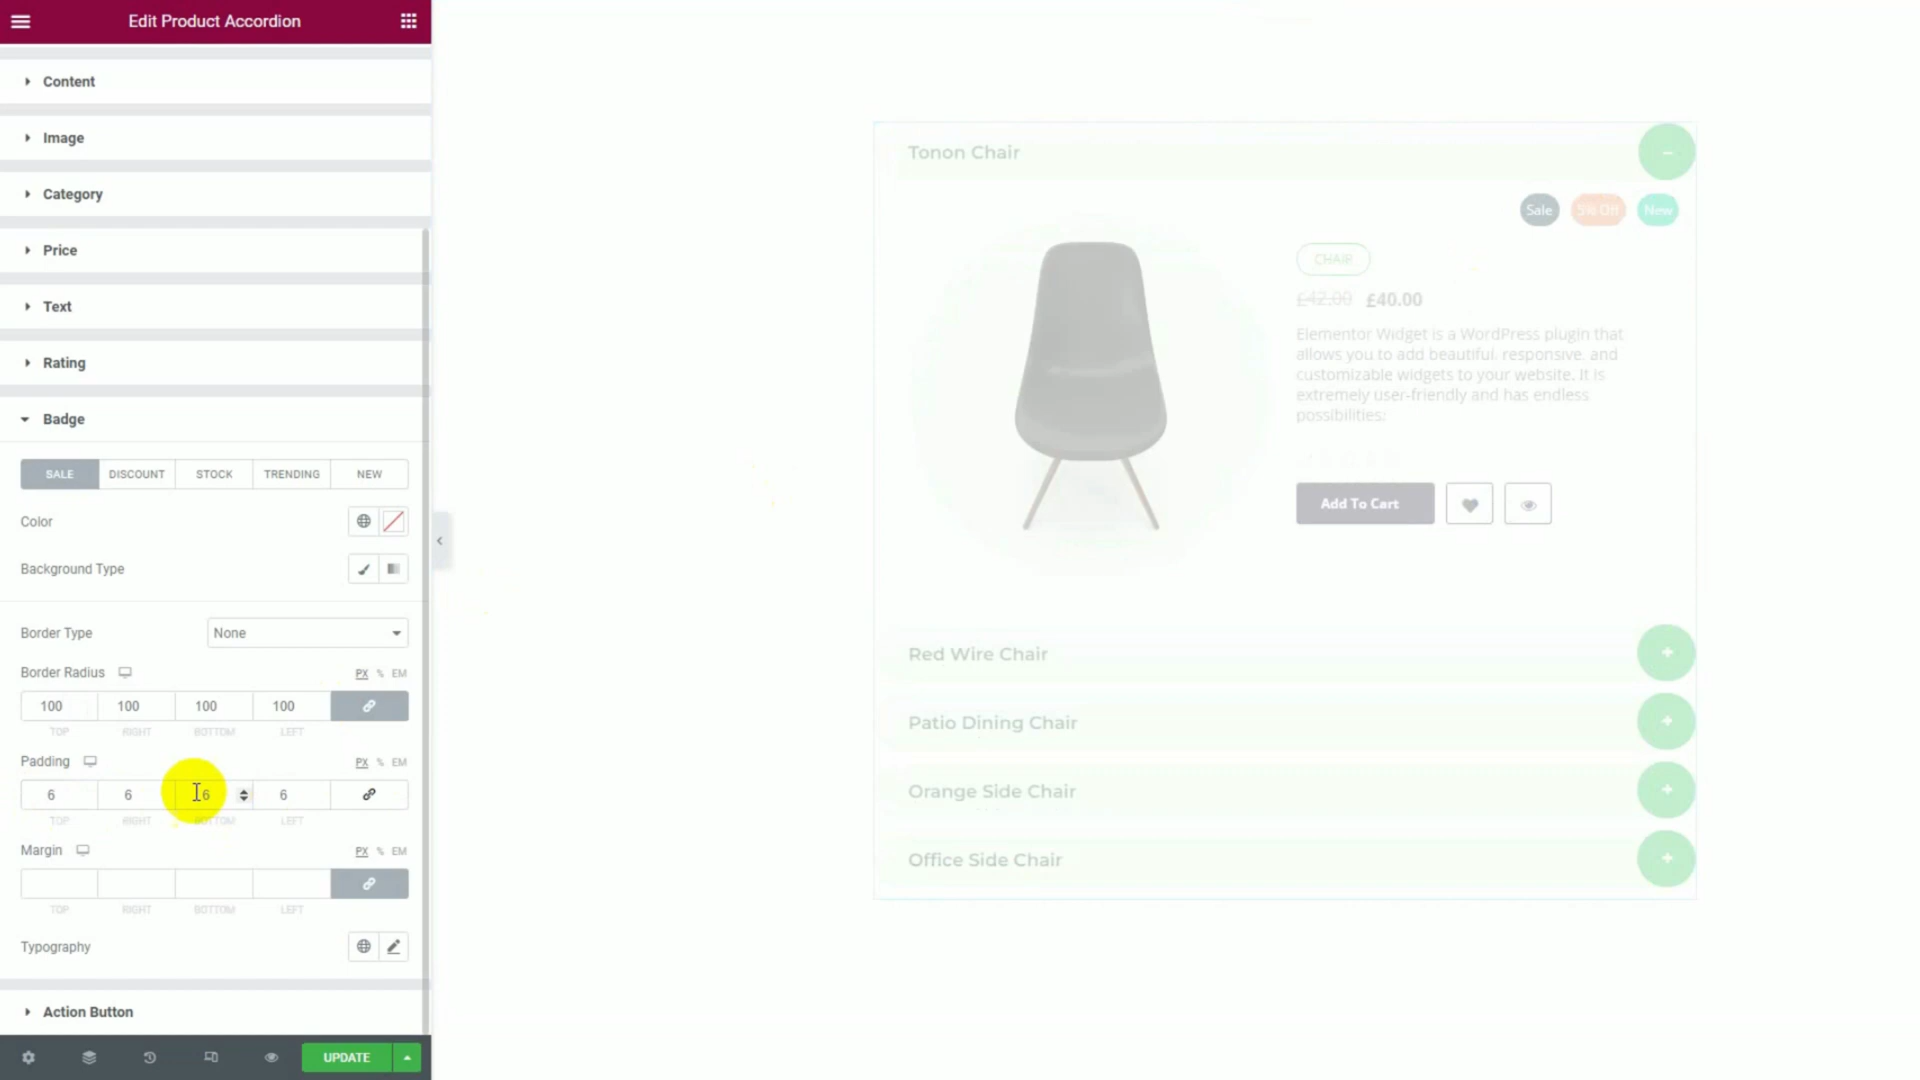 Edit Product Accordion
Content
Image
Category
Price
Text
Rating
Badge
SALE DISCOUNT STOCK TRENDING NEW
Color
Background Type
Border Type None
Border Radius PX % EM
100 100 100 100
TOP RIGHT BOTTOM LEFT
Padding PX % EM
6 6 6 6
TOP RIGHT BOTTOM LEFT
Margin PX % EM
TOP RIGHT BOTTOM LEFT
Typography
Action Button
UPDATE
Tonon Chair
Sale 5% Off New
CHAIR
£42.00 £40.00
Elementor Widget is a WordPress plugin that
allows you to add beautiful, responsive, and
customizable widgets to your website. It is
extremely user-friendly and has endless
possibilities:
Add To Cart
Red Wire Chair
Patio Dining Chair
Orange Side Chair
Office Side Chair